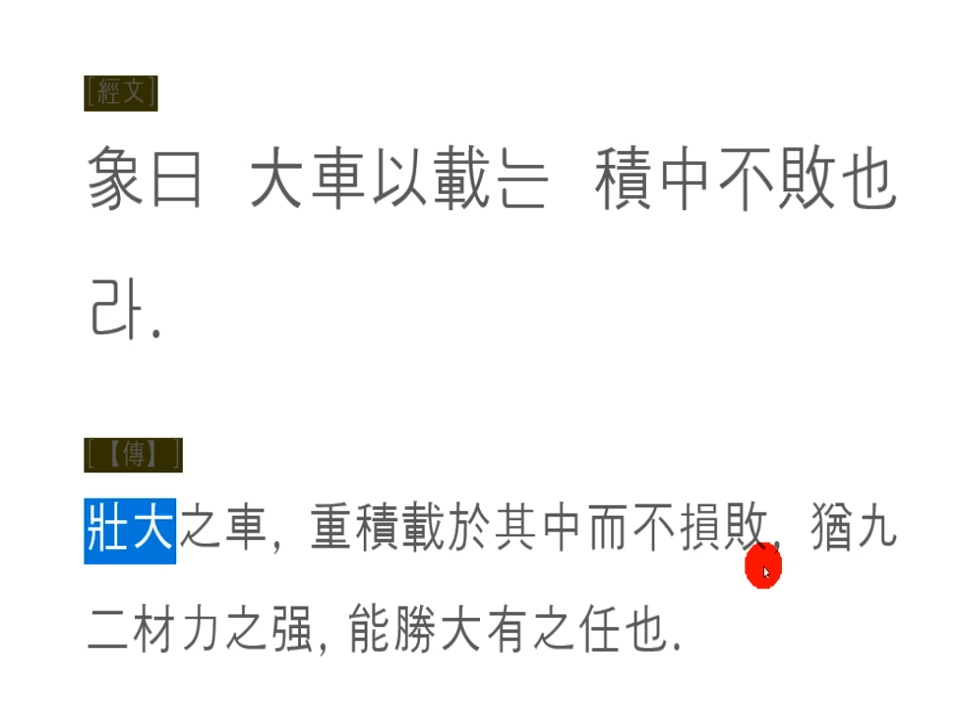 [經文]
象曰 大車以載는 積中不敗也
라.
[【傳】]
壯大之車, 重積載於其中而不損敗, 猶九
二材力之强, 能勝大有之任也.